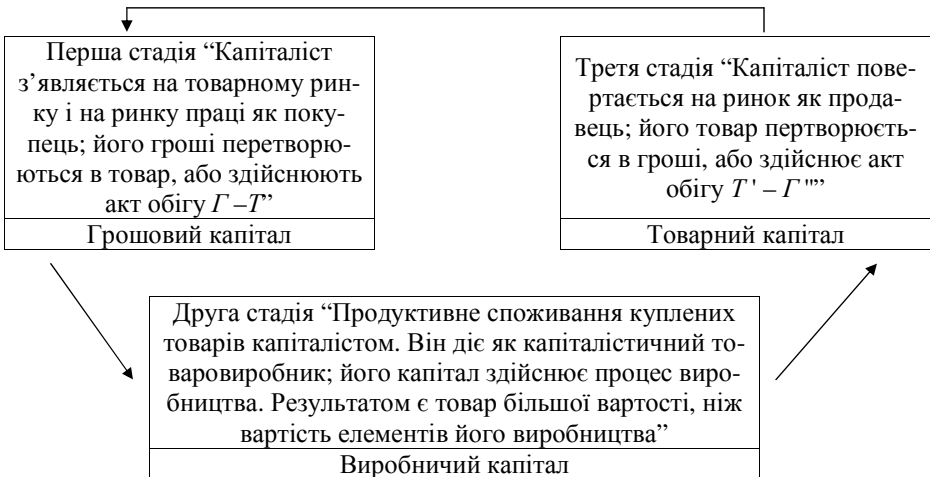 Перша стадія “Капіталіст
з’являється на товарному рин-
ку і на ринку праці як поку-
пець; його гроші перетворю-
ються в товар, або здійснюють
акт обігу Г –Т”
Грошовий капітал
Третя стадія “Капіталіст пове-
ртається на ринок як прода-
вець; його товар пертворюєть-
ся в гроші, або здійснює акт
обігу Т ' – Г '"”
Товарний капітал
Друга стадія “Продуктивне споживання куплених
товарів капіталістом. Він діє як капіталістичний то-
варовиробник; його капітал здійснює процес виро-
бництва. Результатом є товар більшої вартості, ніж
вартість елементів його виробництва”
Виробничий капітал